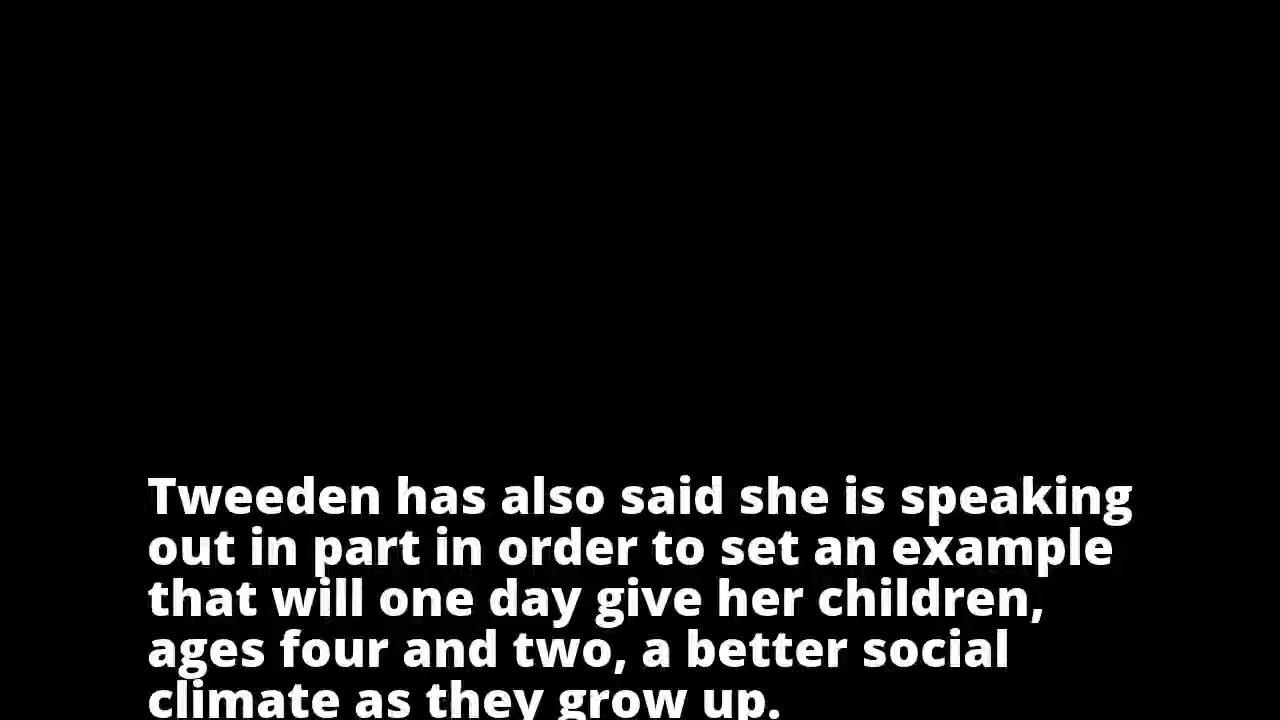 Tweeden has also said she is speaking
out in part in order to set an example
that will one day give her children,
ages four and two, a better social
climate as they grow up.